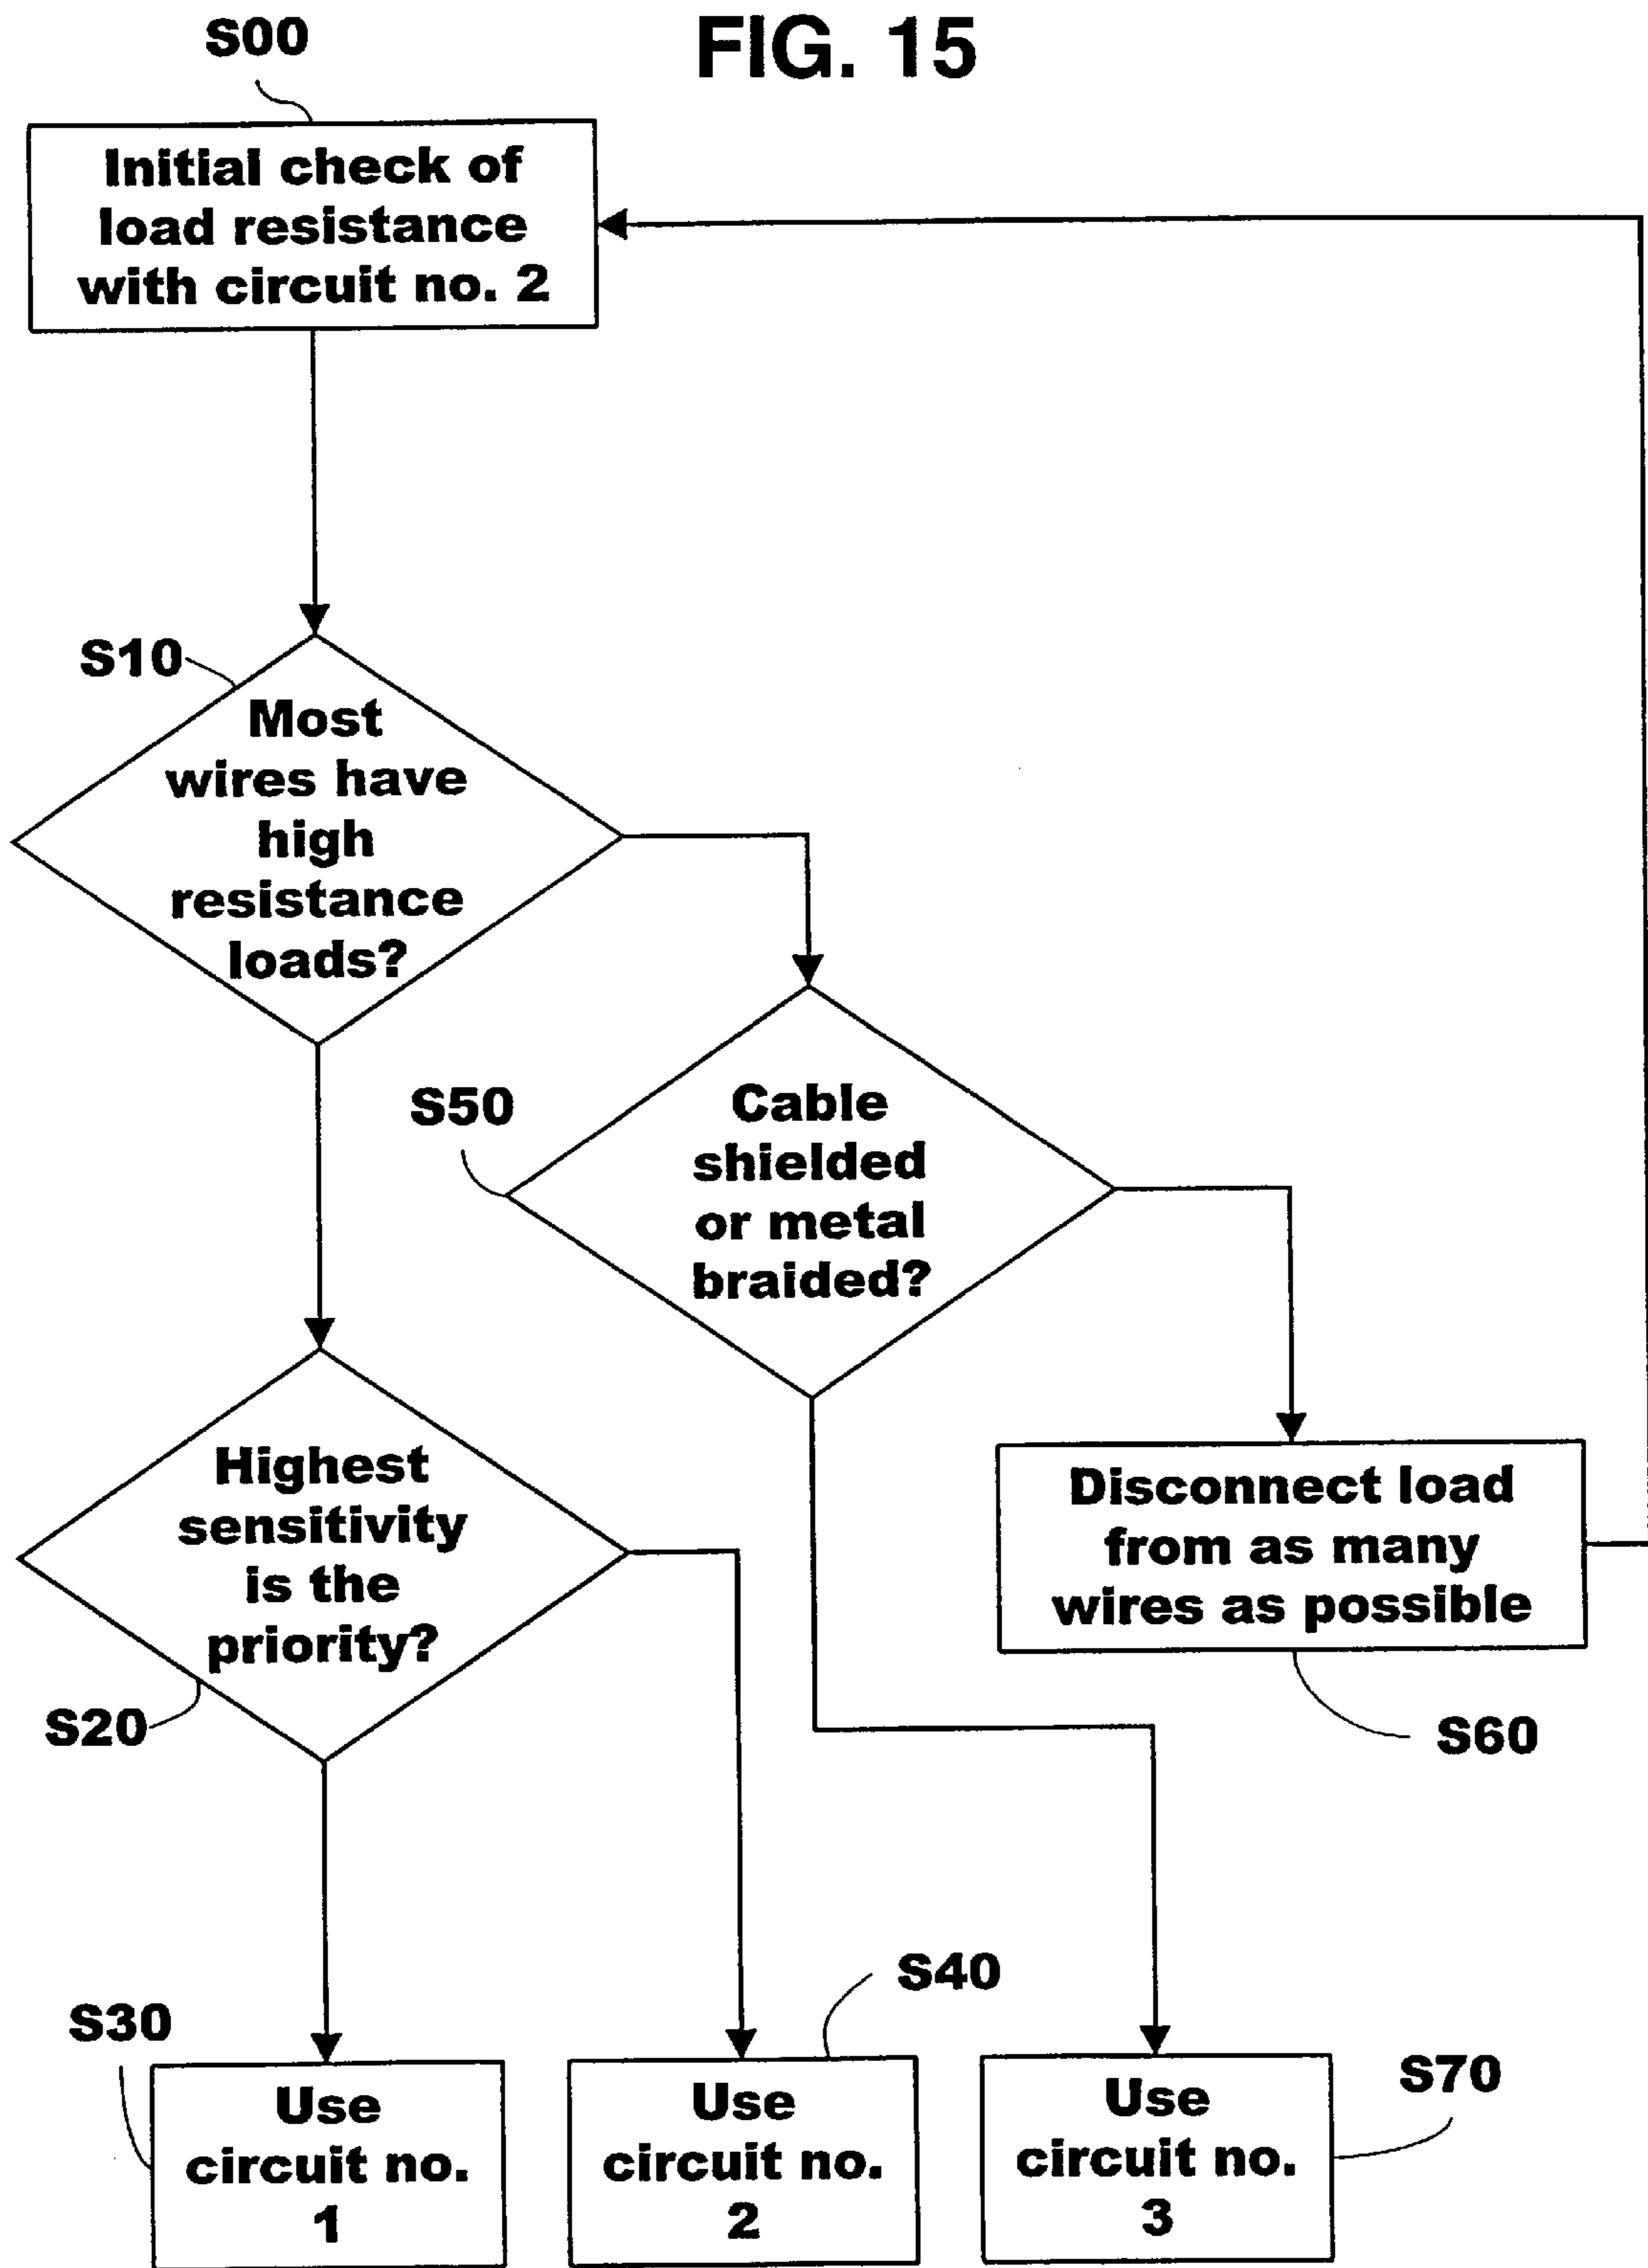 FIG. 15
S00
Initial check of
load resistance
with circuit no. 2
S10
Most
wires have
high
resistance
loads?
S50
Cable
shielded
or metal
braided?
Highest
sensitivity
is the
priority?
S20
Disconnect load
from as many
wires as possible
S60
S30
Use
circuit no.
1
S40
Use
circuit no.
2
Use
circuit no.
3
S70